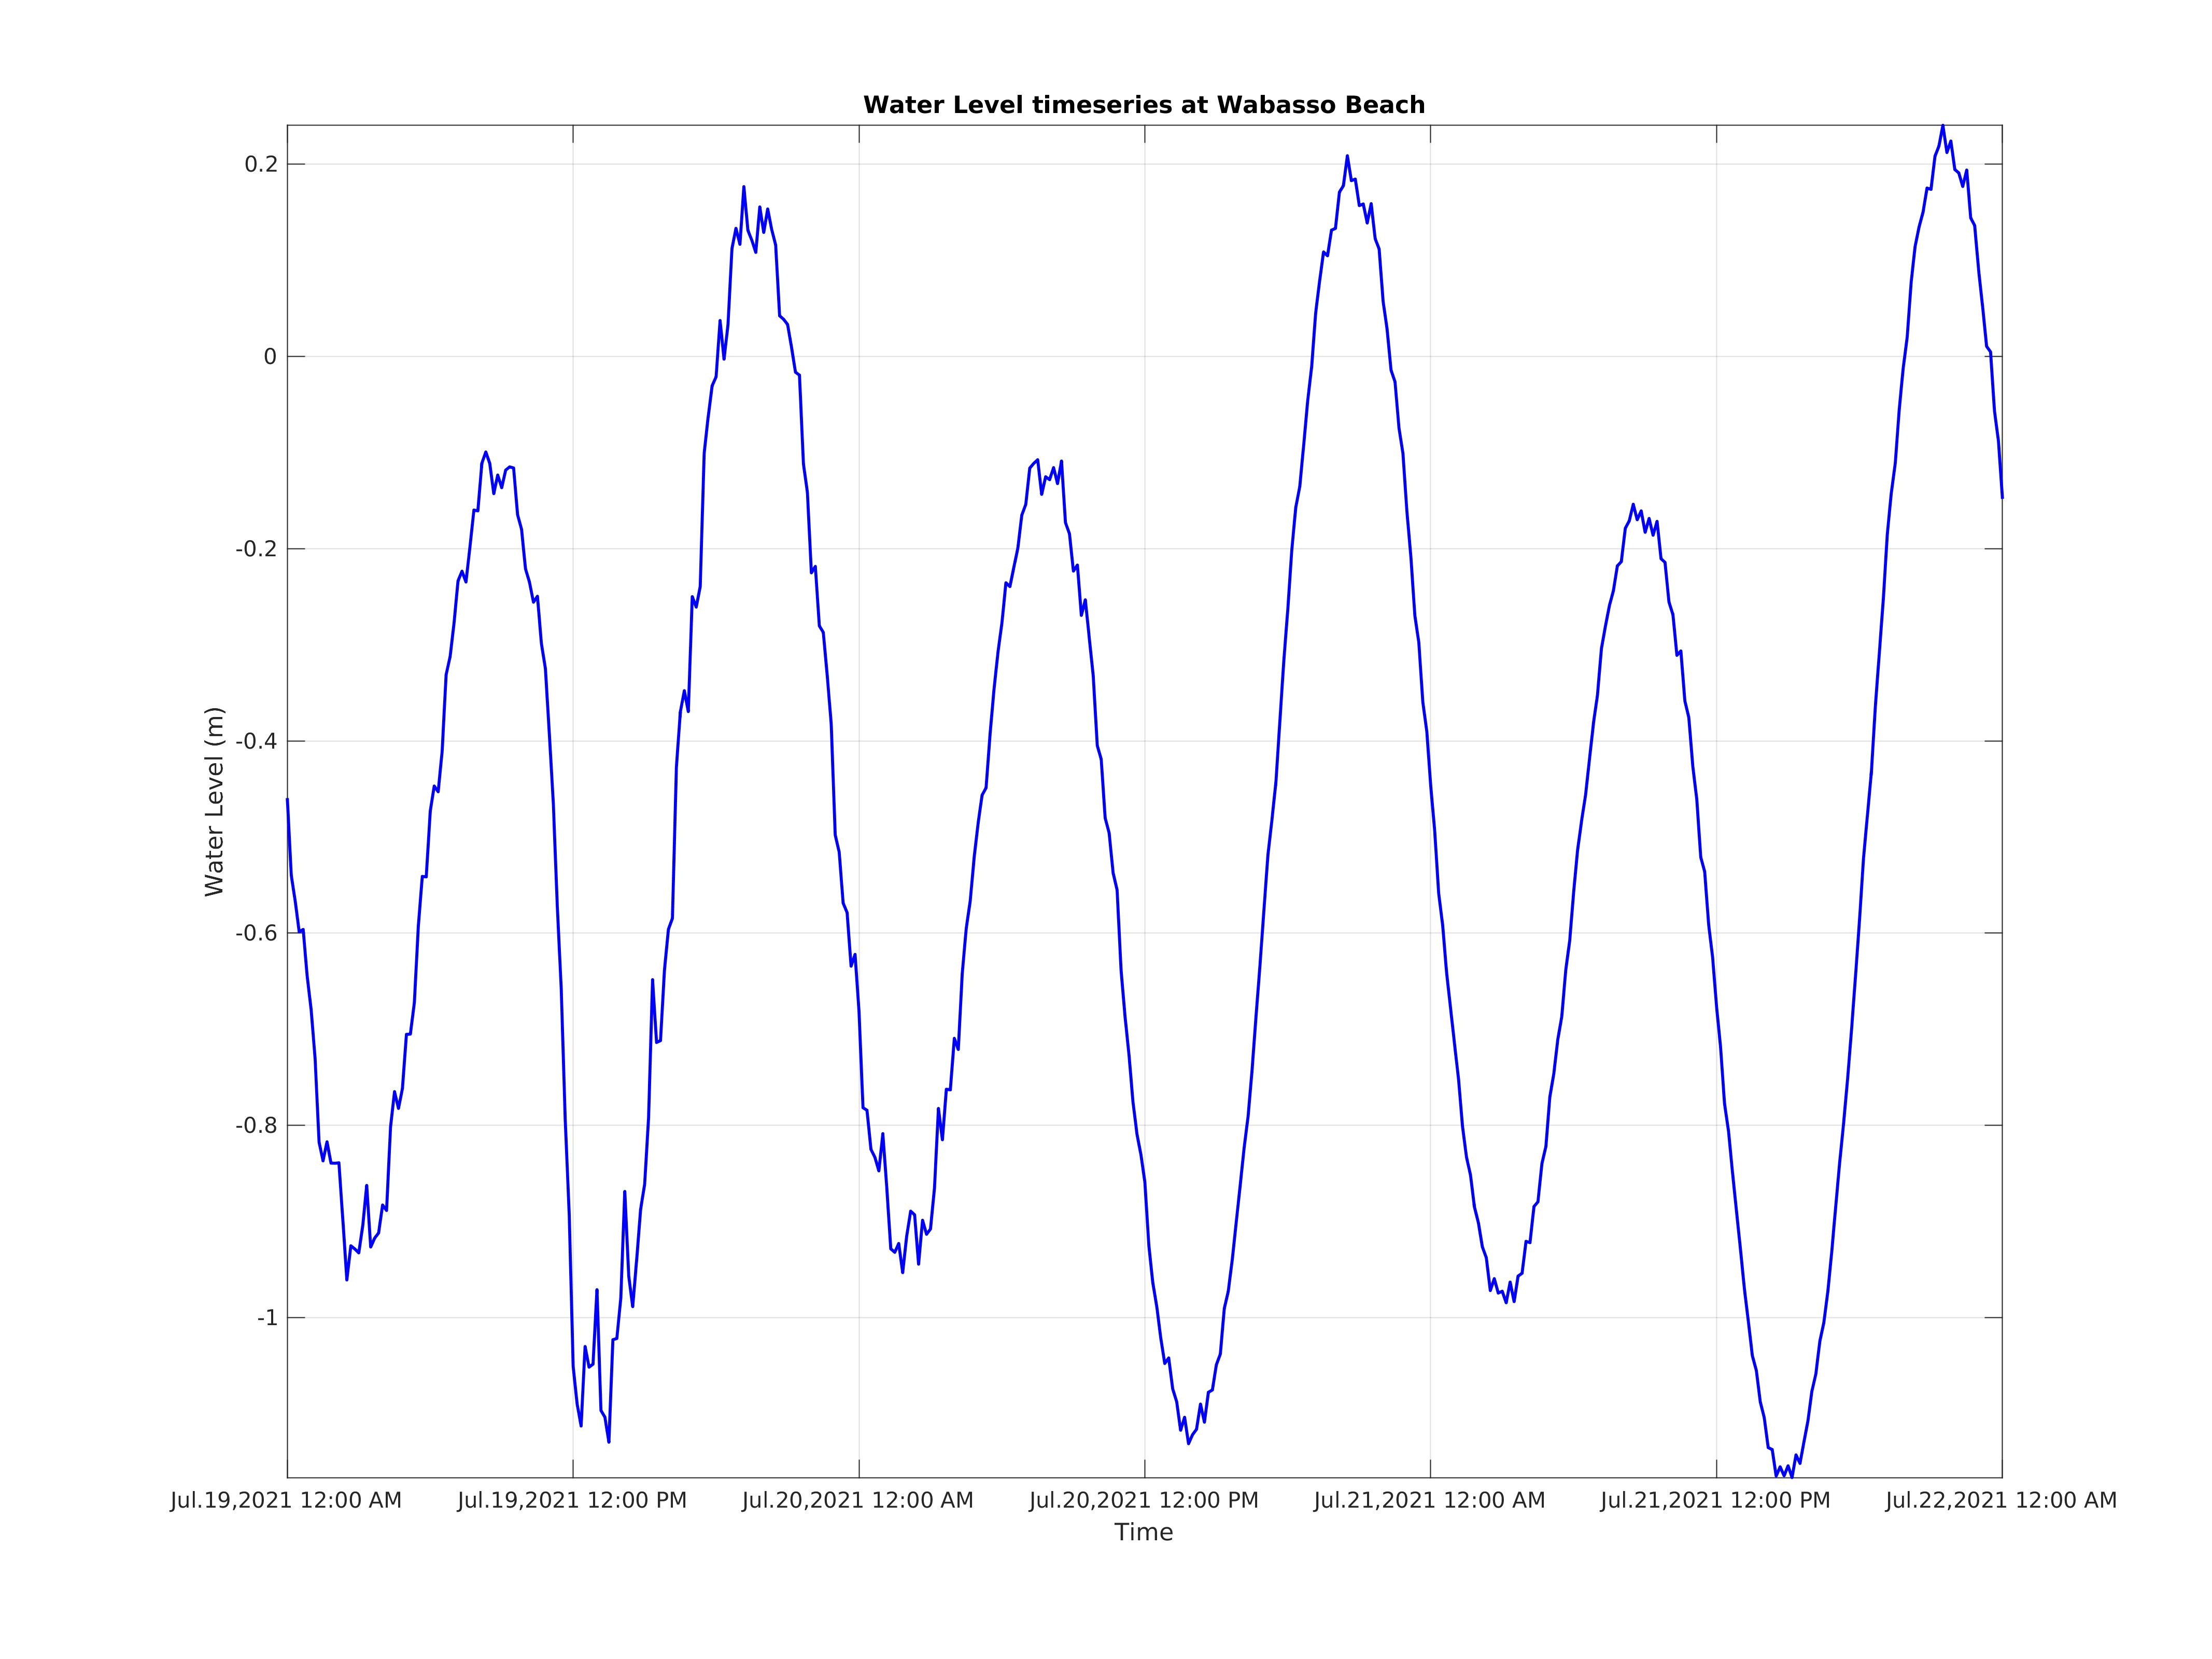 Water Level timeseries at Wabasso Beach
0.2
0
-0.2
-0.4
-0.6
-0.8
-1
Water Level (m)
Jul.19,2021 12:00 AM
Jul.19,2021 12:00 PM
Jul.20,2021 12:00 AM
Jul.20,2021 12:00 PM
Jul.21,2021 12:00 AM
Jul.21,2021 12:00 PM
Jul.22,2021 12:00 AM
Time